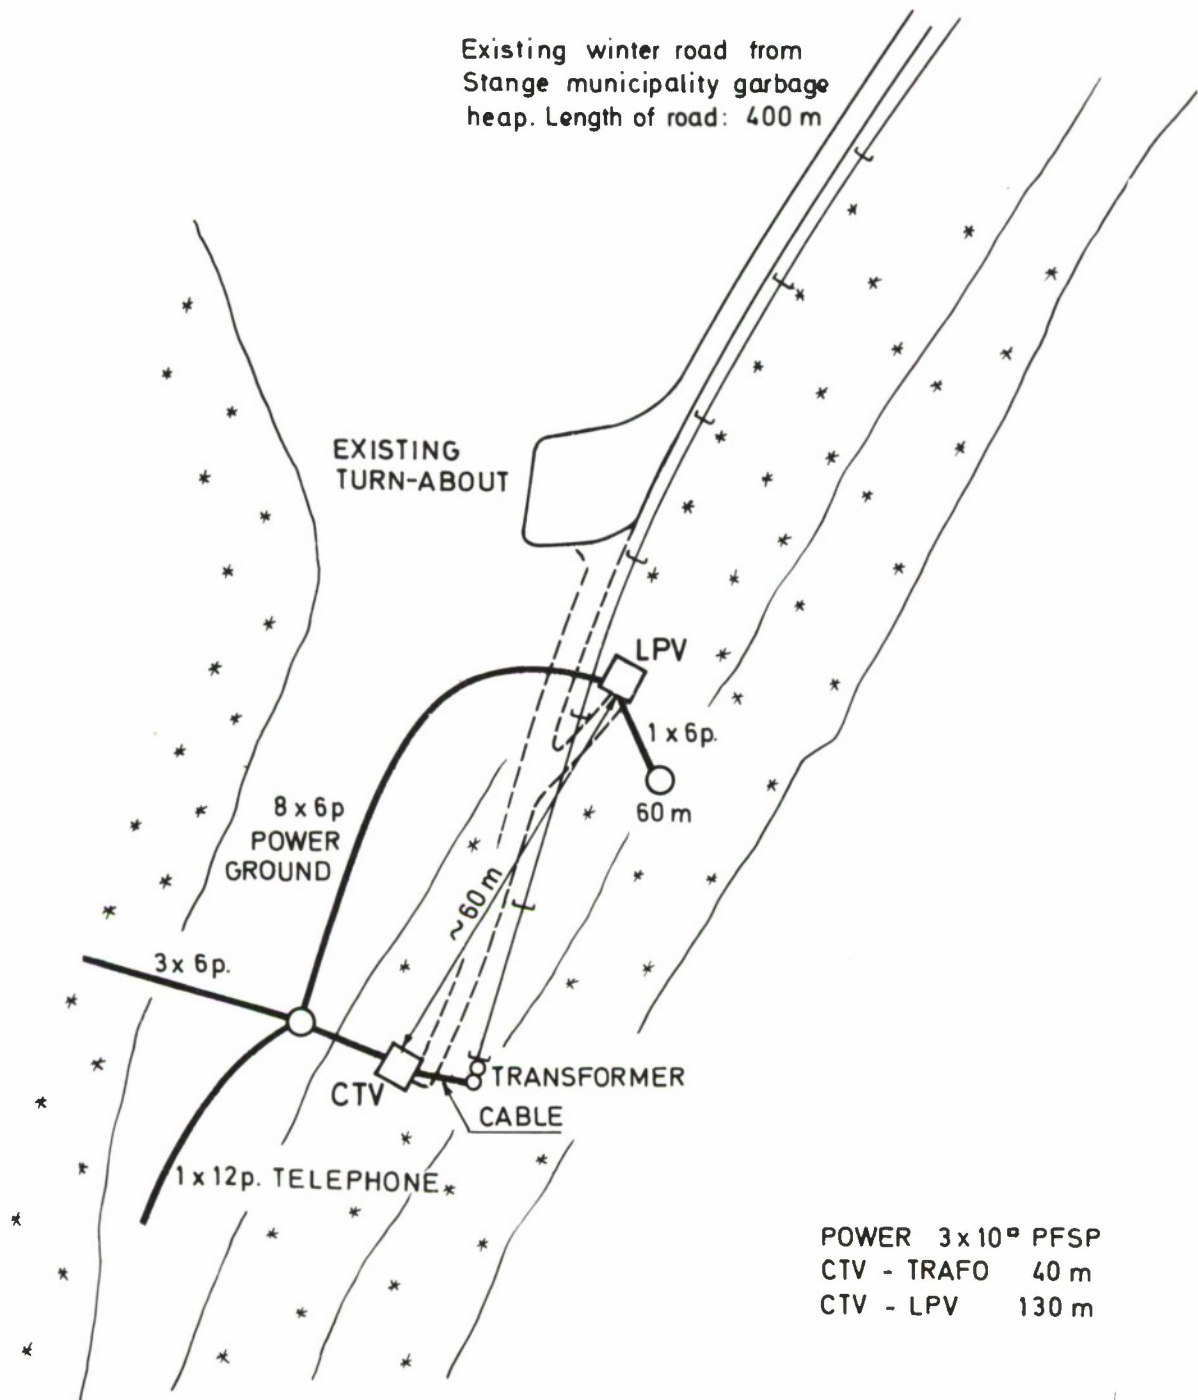 Existing winter road from
Stange municipality garbage
heap. Length of road: 400 m
EXISTING
TURN-ABOUT
LPV
1 x 6p.
60 m
8 x 6p
POWER
GROUND
~60 m
3 x 6p.
CTV
TRANSFORMER
CABLE
1 x 12p. TELEPHONE
POWER 3 x 10¤ PFSP
CTV - TRAFO 40 m
CTV - LPV 130 m